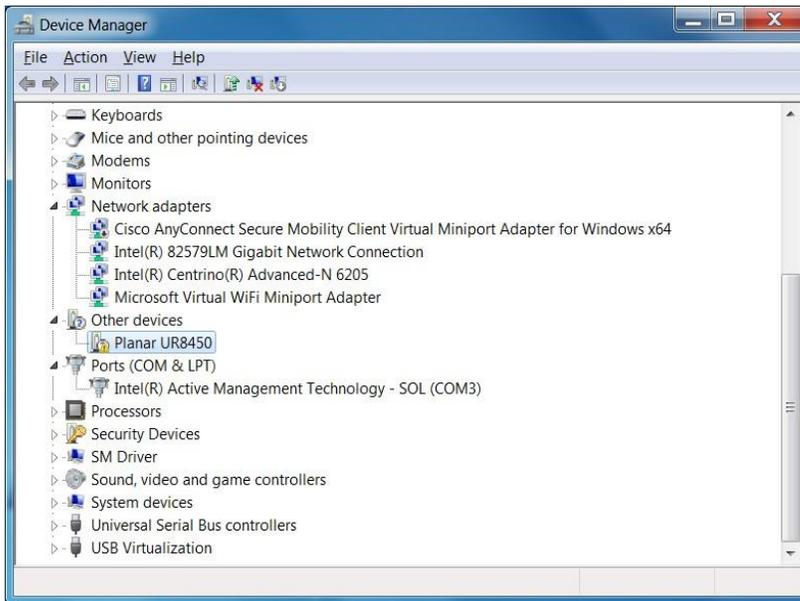 Device Manager
File Action View Help
Keyboards
Mice and other pointing devices
Modems
Monitors
Network adapters
Cisco AnyConnect Secure Mobility Client Virtual Miniport Adapter for Windows x64
Intel(R) 82579LM Gigabit Network Connection
Intel(R) Centrino(R) Advanced-N 6205
Microsoft Virtual WiFi Miniport Adapter
Other devices
Planar UR8450
Ports (COM & LPT)
Intel(R) Active Management Technology - SOL (COM3)
Processors
Security Devices
SM Driver
Sound, video and game controllers
System devices
Universal Serial Bus controllers
USB Virtualization